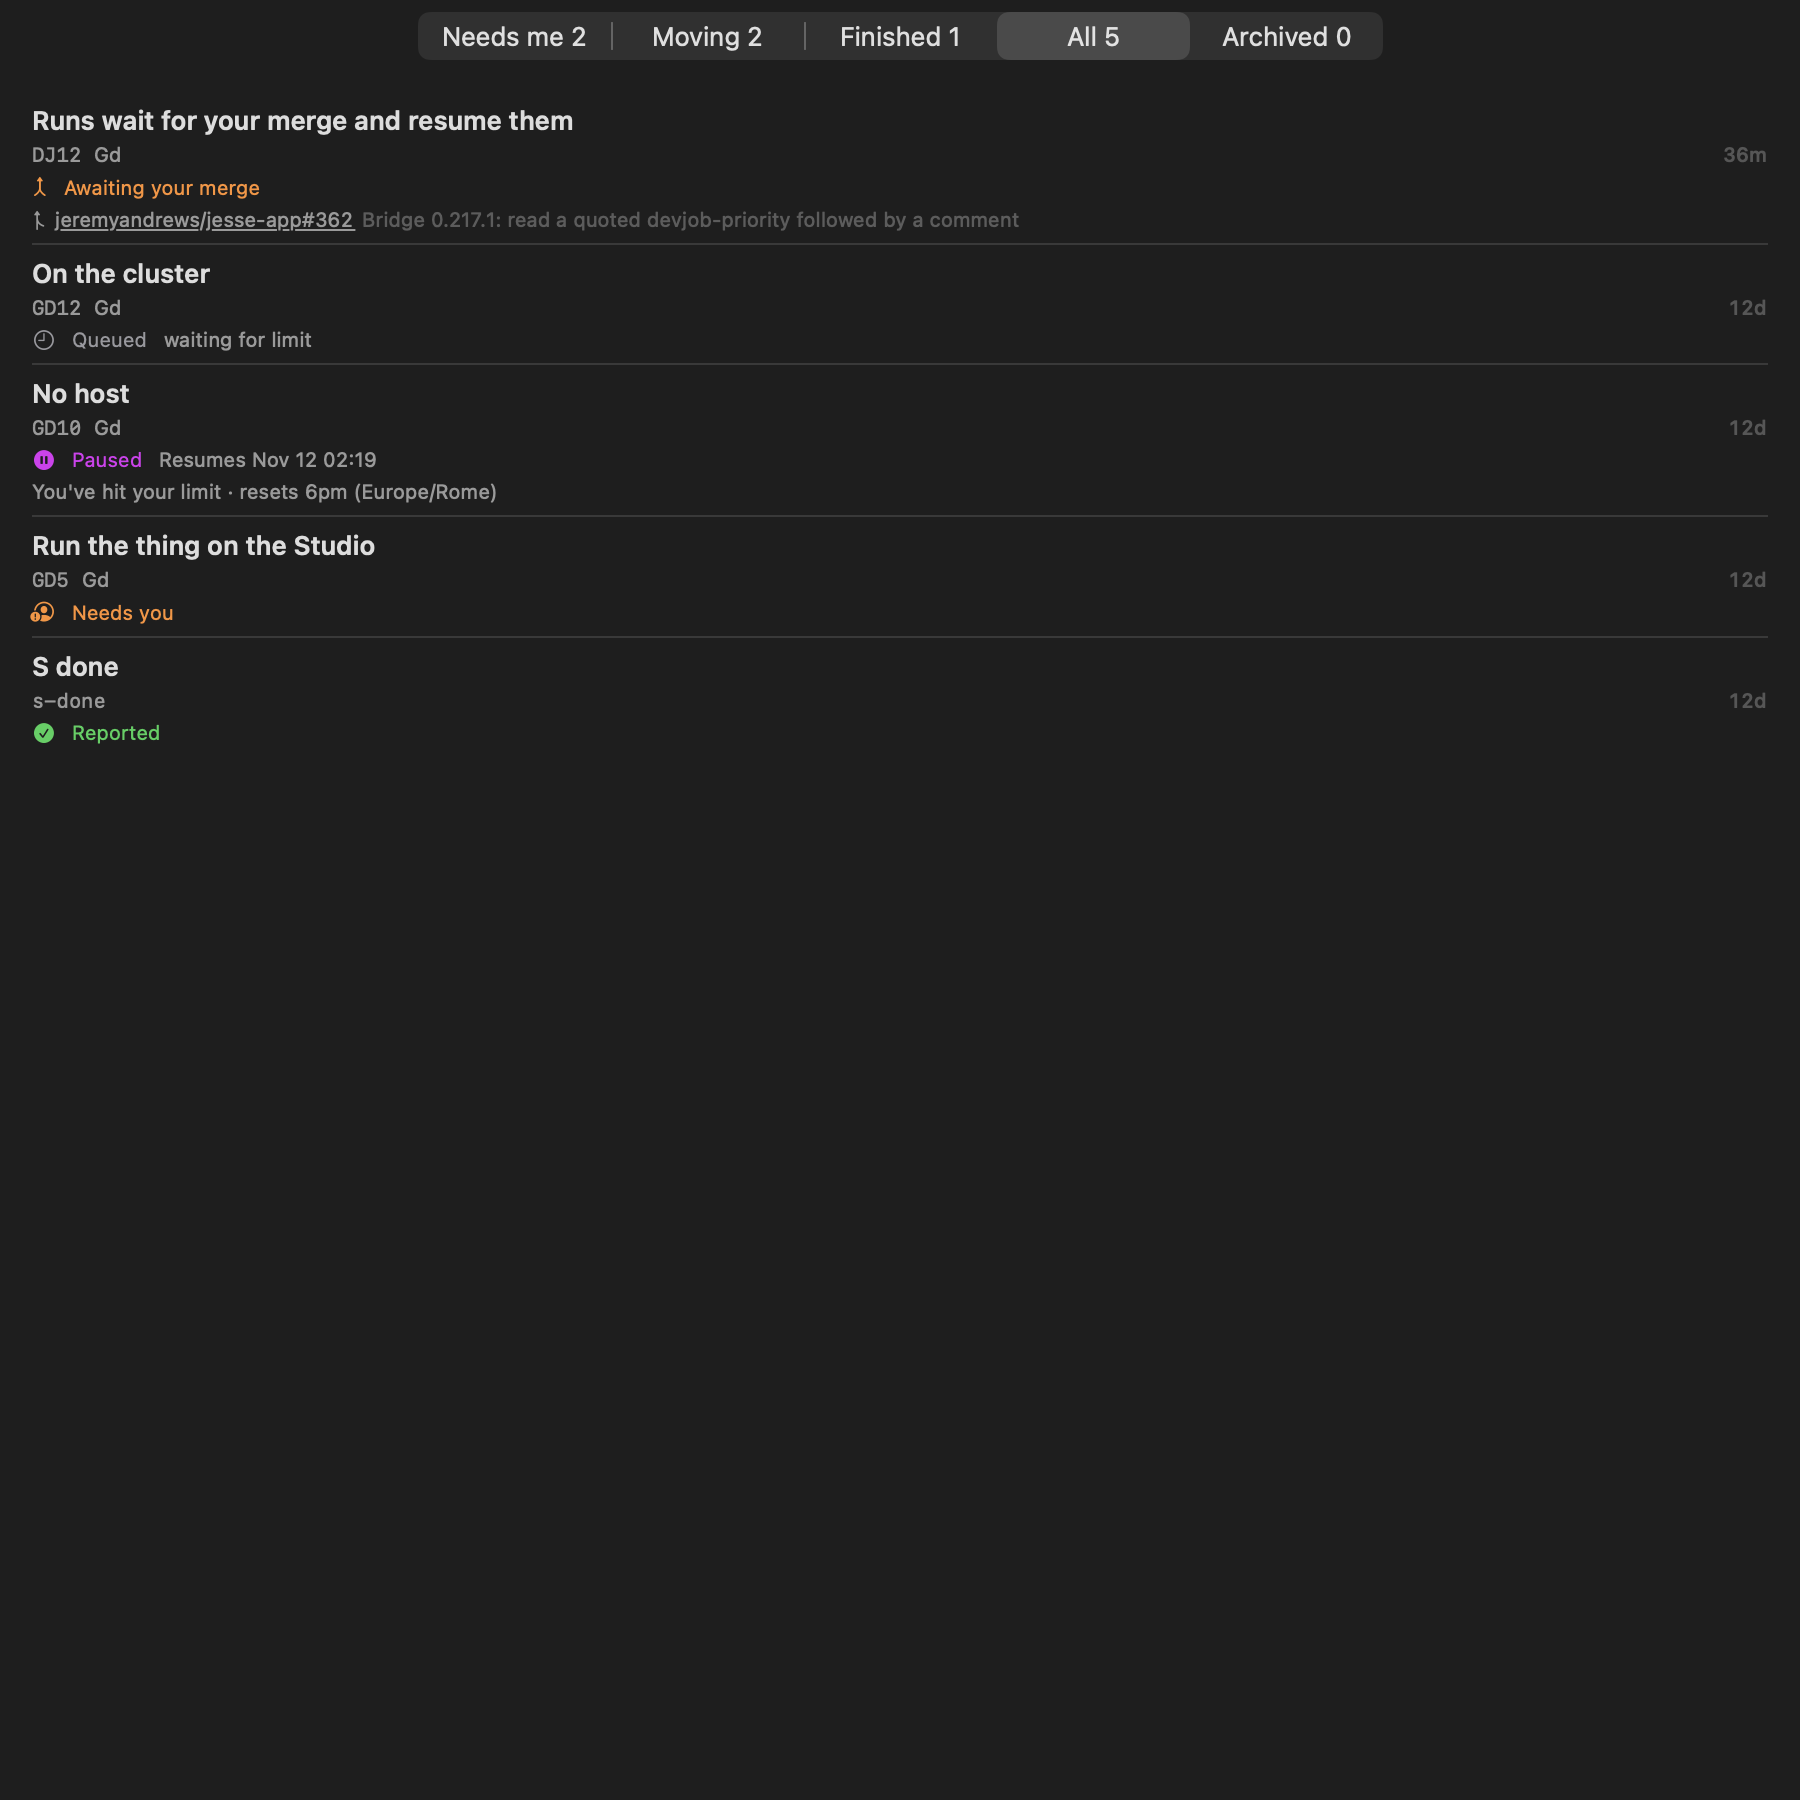 Needs me 2 Moving 2 Finished 1 All 5 Archived 0
Runs wait for your merge and resume them
DJ12 Gd 36m
Awaiting your merge
jeremyandrews/jesse-app#362 Bridge 0.217.1: read a quoted devjob-priority followed by a comment
On the cluster
GD12 Gd 12d
Queued waiting for limit
No host
GD10 Gd 12d
Paused Resumes Nov 12 02:19
You've hit your limit · resets 6pm (Europe/Rome)
Run the thing on the Studio
GD5 Gd 12d
Needs you
S done
s-done 12d
Reported